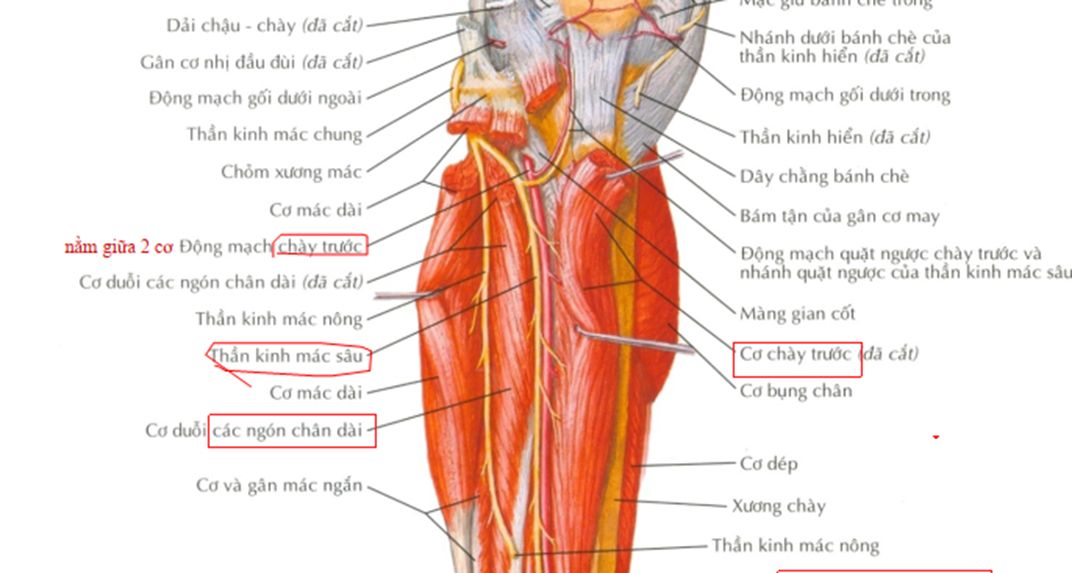 Mạc giữ bánh chè trong
Dải chậu - chày (đã cắt)
Nhánh dưới bánh chè của
thần kinh hiển (đã cắt)
Gân cơ nhị đầu đùi (đã cắt)
Động mạch gối dưới ngoài
Động mạch gối dưới trong
Thần kinh mác chung
Thần kinh hiển (đã cắt)
Chỏm xương mác
Dây chằng bánh chè
Cơ mác dài
Bám tận của gân cơ may
nằm giữa 2 cơ Động mạch chày trước
Động mạch quặt ngược chày trước và
nhánh quặt ngược của thần kinh mác sâu
Cơ duỗi các ngón chân dài (đã cắt)
Thần kinh mác nông
Màng gian cốt
Thần kinh mác sâu
Cơ chày trước (đã cắt)
Cơ mác dài
Cơ bụng chân
Cơ duỗi các ngón chân dài
Cơ dép
Cơ và gân mác ngắn
Xương chày
Thần kinh mác nông